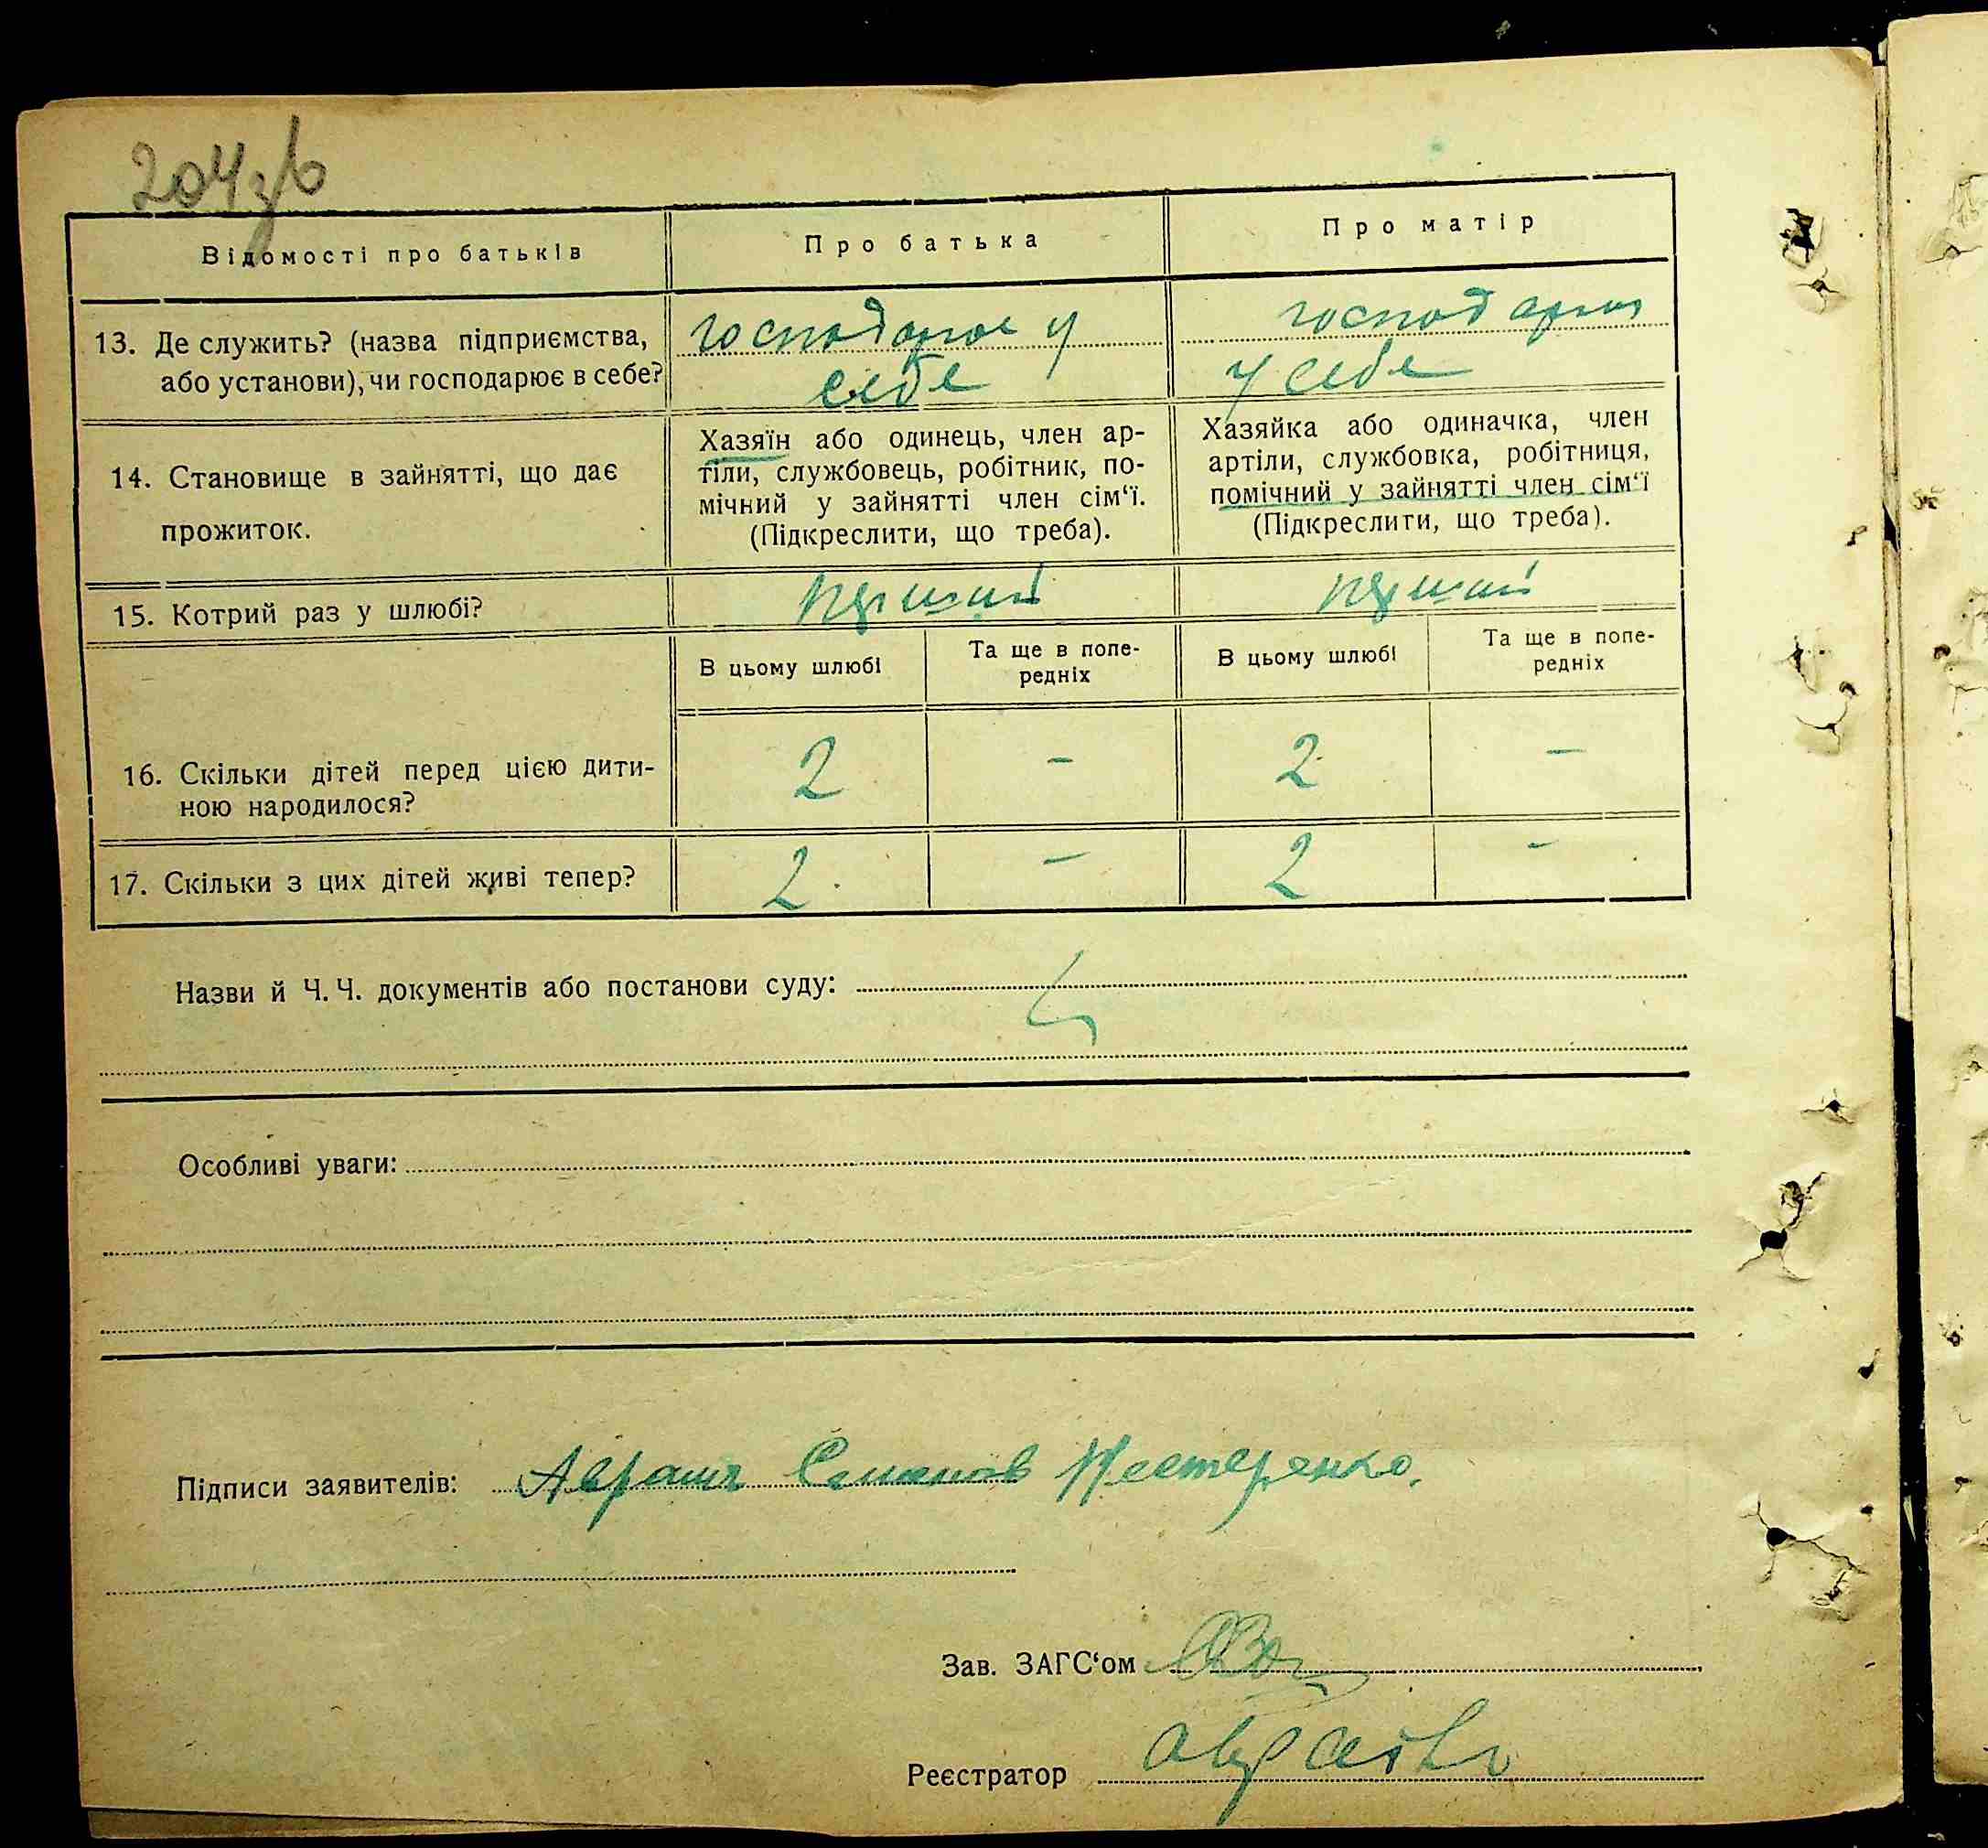 204зв
Відомості про батьків
Про батька
Про матір
13. Де служить? (назва підприємства,
або установи), чи господарює в себе?
господарює у
себе
господарює
у себе
14. Становище в зайнятті, що дає
прожиток.
Хазяїн або одинець, член ар-
тіли, службовець, робітник, по-
мічний у зайнятті член сім‘ї.
(Підкреслити, що треба).
Хазяйка або одиначка, член
артіли, службовка, робітниця,
помічний у зайнятті член сім‘ї
(Підкреслити, що треба).
15. Котрий раз у шлюбі?
перший
перший
В цьому шлюбі
Та ще в попе-
редніх
В цьому шлюбі
Та ще в попе-
редніх
16. Скільки дітей перед цією дити-
ною народилося?
2
-
2
-
17. Скільки з цих дітей живі тепер?
2
-
2
-
Назви й Ч. Ч. документів або постанови суду:
Особливі уваги:
Підписи заявителів: Аврам Семенов Нестеренко.
Зав. ЗАГС‘ом
Реєстратор